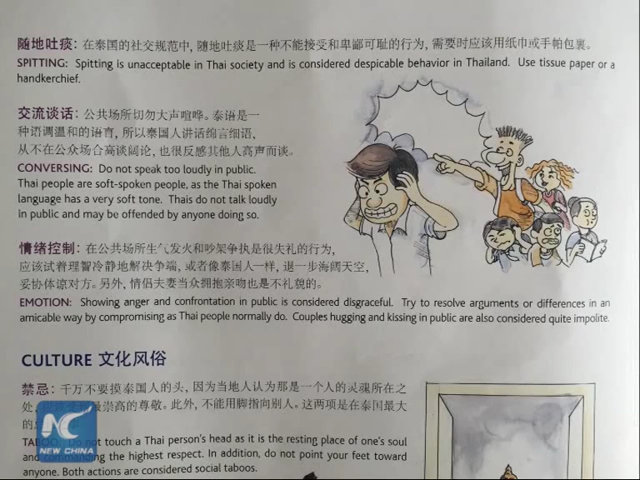 随地吐痰：在泰国的社交规范中，随地吐痰是一种不能接受和卑鄙可耻的行为，需要时应该用纸巾或手帕包裹。
SPITTING: Spitting is unacceptable in Thai society and is considered despicable behavior in Thailand. Use tissue paper or a
handkerchief.
交流谈话：公共场所切勿大声喧哗。泰语是一
种语调温和的语言，所以泰国人讲话绵言细语，
从不在公众场合高谈阔论，也很反感其他人高声而谈。
CONVERSING: Do not speak too loudly in public.
Thai people are soft-spoken people, as the Thai spoken
language has a very soft tone. Thais do not talk loudly
in public and may be offended by anyone doing so.
情绪控制：在公共场所生气发火和吵架争执是很失礼的行为，
应该试着理智冷静地解决争端，或者像泰国人一样，退一步海阔天空，
妥协体谅对方。另外，情侣夫妻当众拥抱亲吻也是不礼貌的。
EMOTION: Showing anger and confrontation in public is considered disgraceful. Try to resolve arguments or differences in an
amicable way by compromising as Thai people normally do. Couples hugging and kissing in public are also considered quite impolite.
CULTURE 文化风俗
禁忌：千万不要摸泰国人的头，因为当地人认为那是一个人的灵魂所在之
处，最崇高的尊敬。此外，不能用脚指向别人。这两项是在泰国最大
的
TABOO: Do not touch a Thai person's head as it is the resting place of one's soul
and commanding the highest respect. In addition, do not point your feet toward
anyone. Both actions are considered social taboos.
NC
NEW CHINA